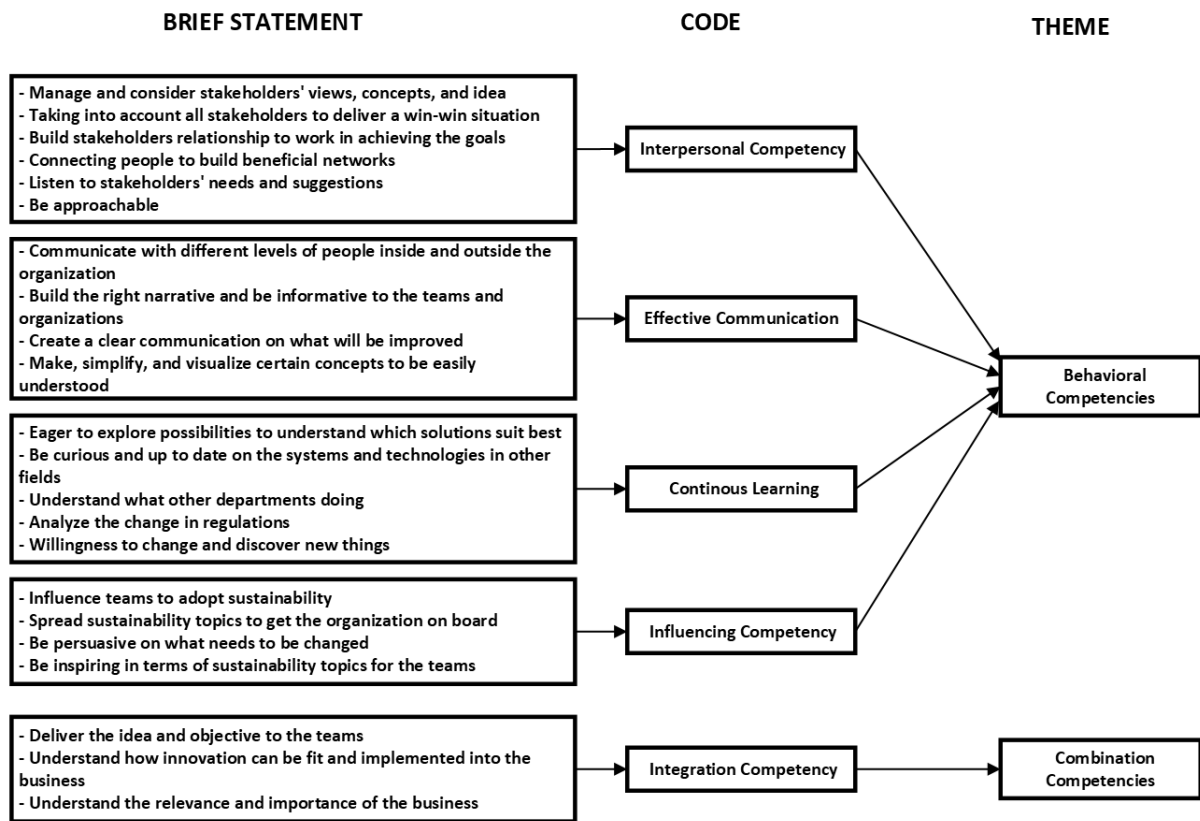 BRIEF STATEMENT
CODE
THEME
- Manage and consider stakeholders' views, concepts, and idea
- Taking into account all stakeholders to deliver a win-win situation
- Build stakeholders relationship to work in achieving the goals
- Connecting people to build beneficial networks
- Listen to stakeholders' needs and suggestions
- Be approachable
Interpersonal Competency
- Communicate with different levels of people inside and outside the
organization
- Build the right narrative and be informative to the teams and
organizations
- Create a clear communication on what will be improved
- Make, simplify, and visualize certain concepts to be easily
understood
Effective Communication
Behavioral
Competencies
- Eager to explore possibilities to understand which solutions suit best
- Be curious and up to date on the systems and technologies in other
fields
- Understand what other departments doing
- Analyze the change in regulations
- Willingness to change and discover new things
Continous Learning
- Influence teams to adopt sustainability
- Spread sustainability topics to get the organization on board
- Be persuasive on what needs to be changed
- Be inspiring in terms of sustainability topics for the teams
Influencing Competency
- Deliver the idea and objective to the teams
- Understand how innovation can be fit and implemented into the
business
- Understand the relevance and importance of the business
Integration Competency
Combination
Competencies